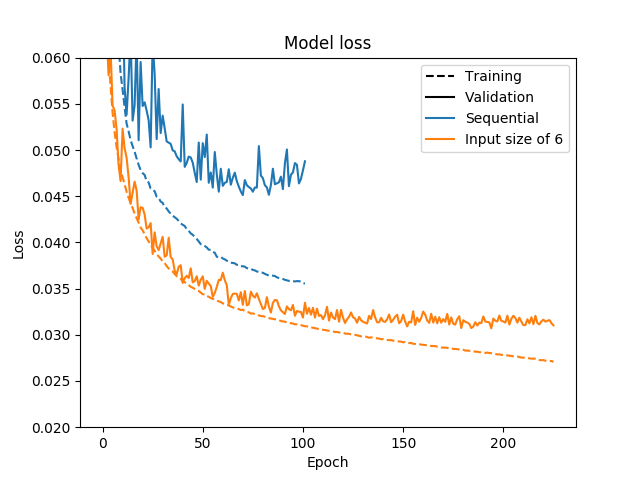 Model loss
Loss
0.060
0.055
0.050
0.045
0.040
0.035
0.030
0.025
0.020
Training
Validation
Sequential
Input size of 6
0 50 100 150 200
Epoch